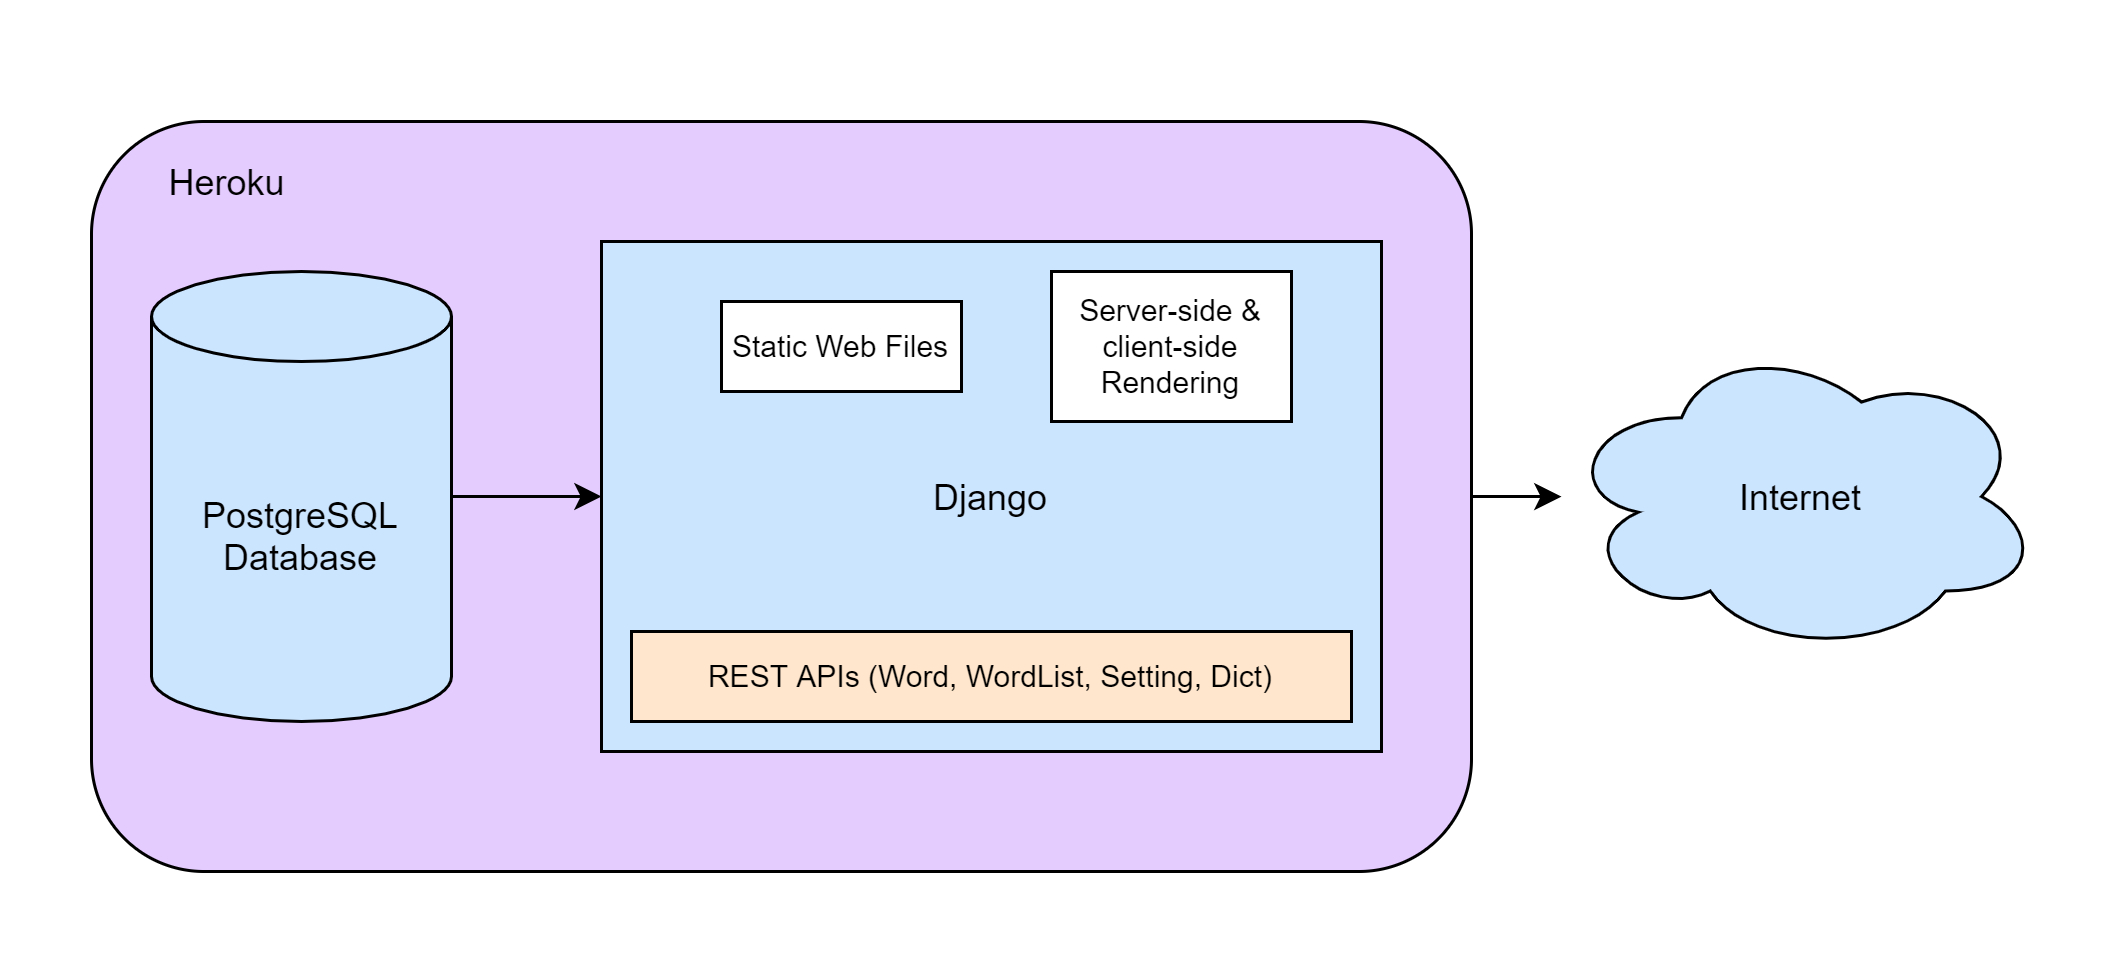 Heroku
PostgreSQL
Database
Static Web Files
Server-side &
client-side
Rendering
Django
REST APIs (Word, WordList, Setting, Dict)
Internet